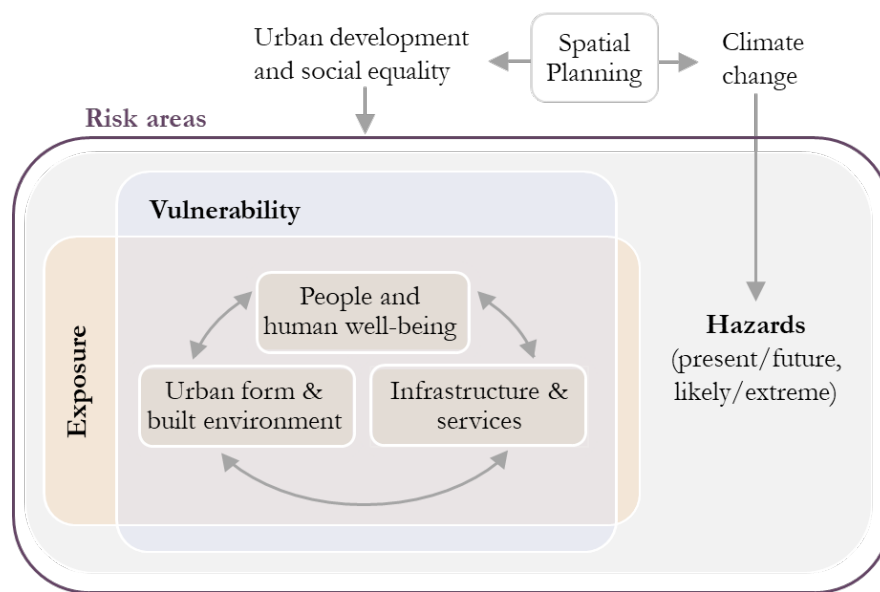 Urban development
and social equality
Spatial
Planning
Climate
change
Risk areas
Vulnerability
Exposure
People and
human well-being
Urban form &
built environment
Infrastructure &
services
Hazards
(present/future,
likely/extreme)